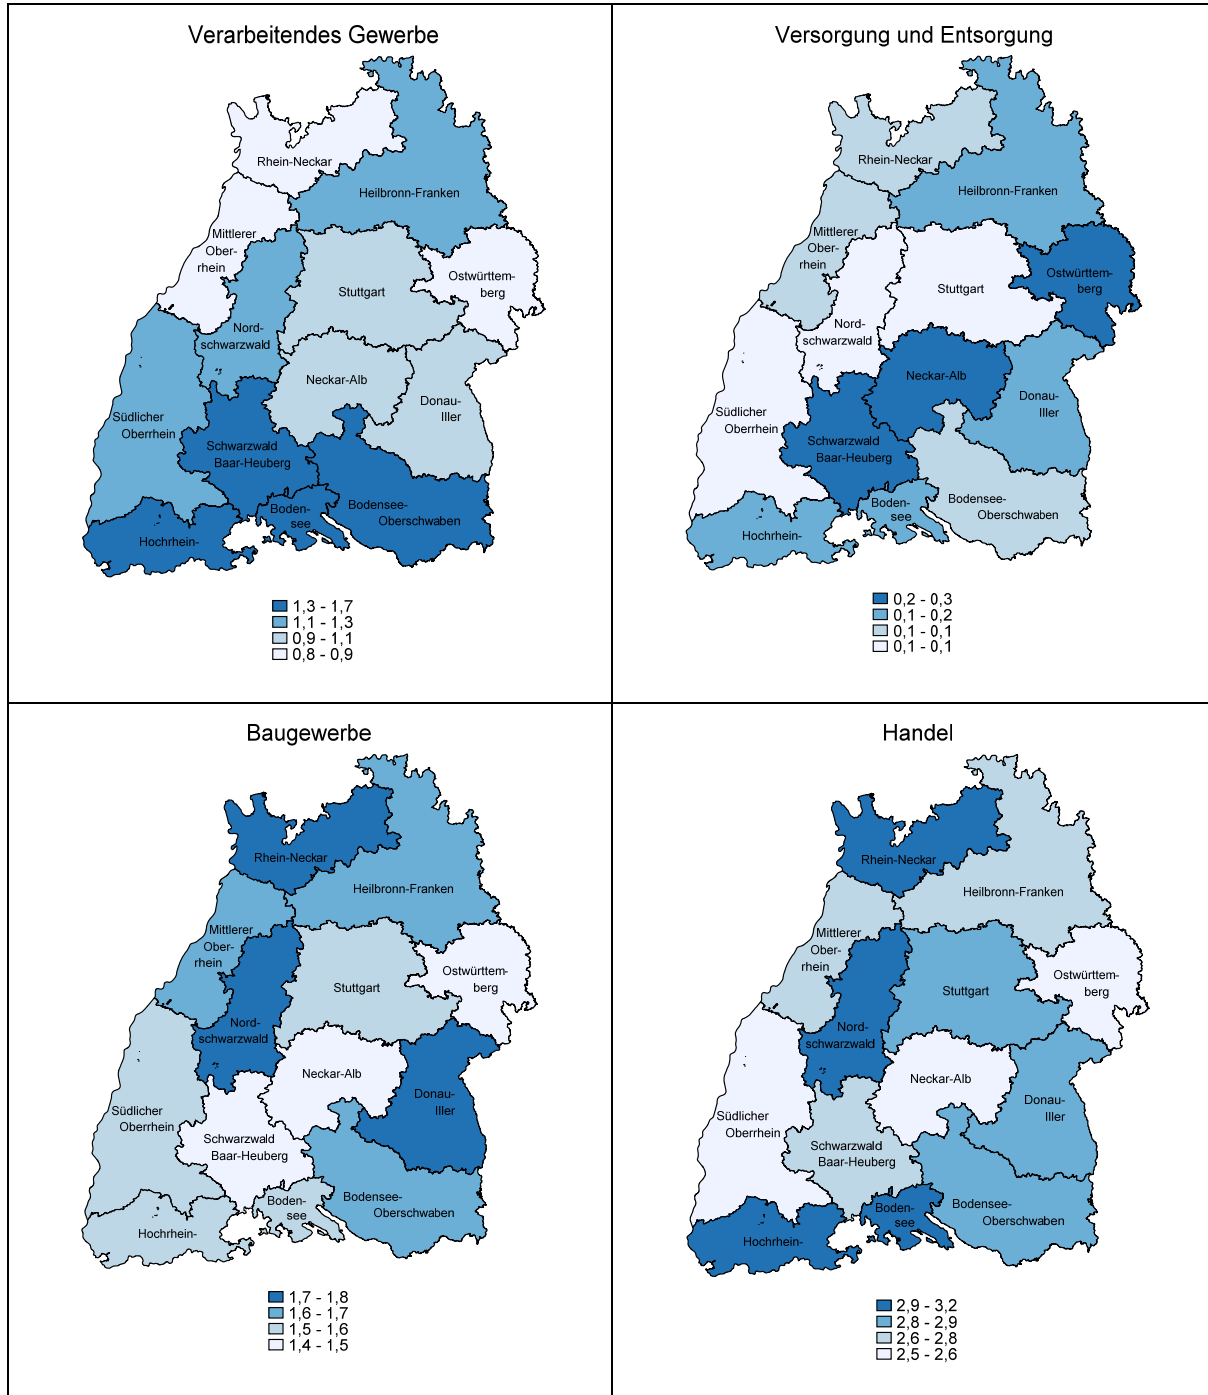 Verarbeitendes Gewerbe
Rhein-Neckar
Heilbronn-Franken
Mittlerer
Ober-
rhein
Ostwürttem-
berg
Stuttgart
Nord-
schwarzwald
Neckar-Alb
Donau-
Iller
Südlicher
Oberrhein
Schwarzwald
Baar-Heuberg
Boden-
see
Bodensee-
Oberschwaben
Hochrhein-
1,3 - 1,7
1,1 - 1,3
0,9 - 1,1
0,8 - 0,9
Versorgung und Entsorgung
Rhein-Neckar
Heilbronn-Franken
Mittlerer
Ober-
rhein
Ostwürttem-
berg
Stuttgart
Nord-
schwarzwald
Neckar-Alb
Donau-
Iller
Südlicher
Oberrhein
Schwarzwald
Baar-Heuberg
Boden-
see
Bodensee-
Oberschwaben
Hochrhein-
0,2 - 0,3
0,1 - 0,2
0,1 - 0,1
0,1 - 0,1
Baugewerbe
Rhein-Neckar
Heilbronn-Franken
Mittlerer
Ober-
rhein
Ostwürttem-
berg
Stuttgart
Nord-
schwarzwald
Neckar-Alb
Donau-
Iller
Südlicher
Oberrhein
Schwarzwald
Baar-Heuberg
Boden-
see
Bodensee-
Oberschwaben
Hochrhein-
1,7 - 1,8
1,6 - 1,7
1,5 - 1,6
1,4 - 1,5
Handel
Rhein-Neckar
Heilbronn-Franken
Mittlerer
Ober-
rhein
Ostwürttem-
berg
Stuttgart
Nord-
schwarzwald
Neckar-Alb
Donau-
Iller
Südlicher
Oberrhein
Schwarzwald
Baar-Heuberg
Boden-
see
Bodensee-
Oberschwaben
Hochrhein-
2,9 - 3,2
2,8 - 2,9
2,6 - 2,8
2,5 - 2,6